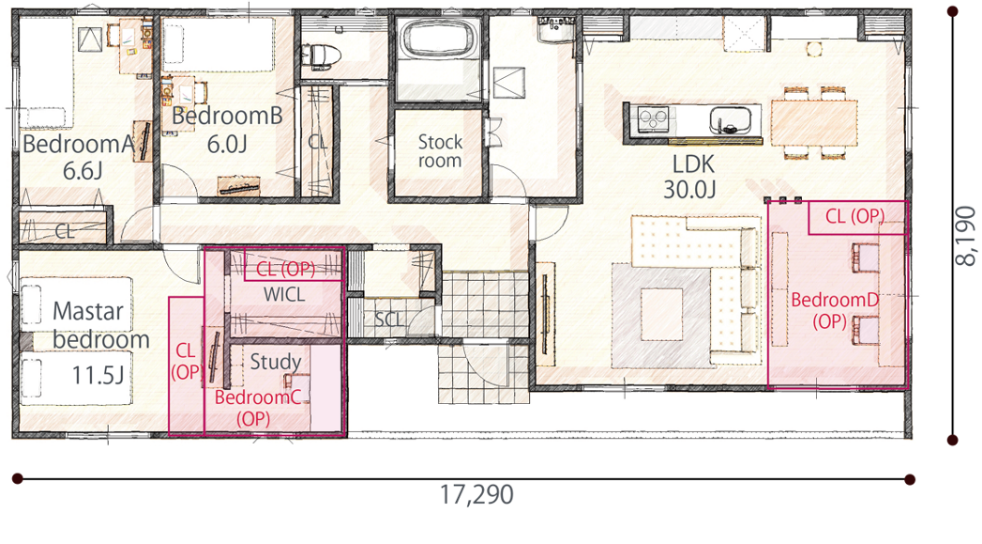 BedroomA
6.6J
CL
BedroomB
6.0J
CL
Stock
room
LDK
30.0J
CL (OP)
BedroomD
(OP)
Mastar
bedroom
11.5J
CL
(OP)
CL (OP)
WICL
Study
BedroomC
(OP)
SCL
8,190
17,290